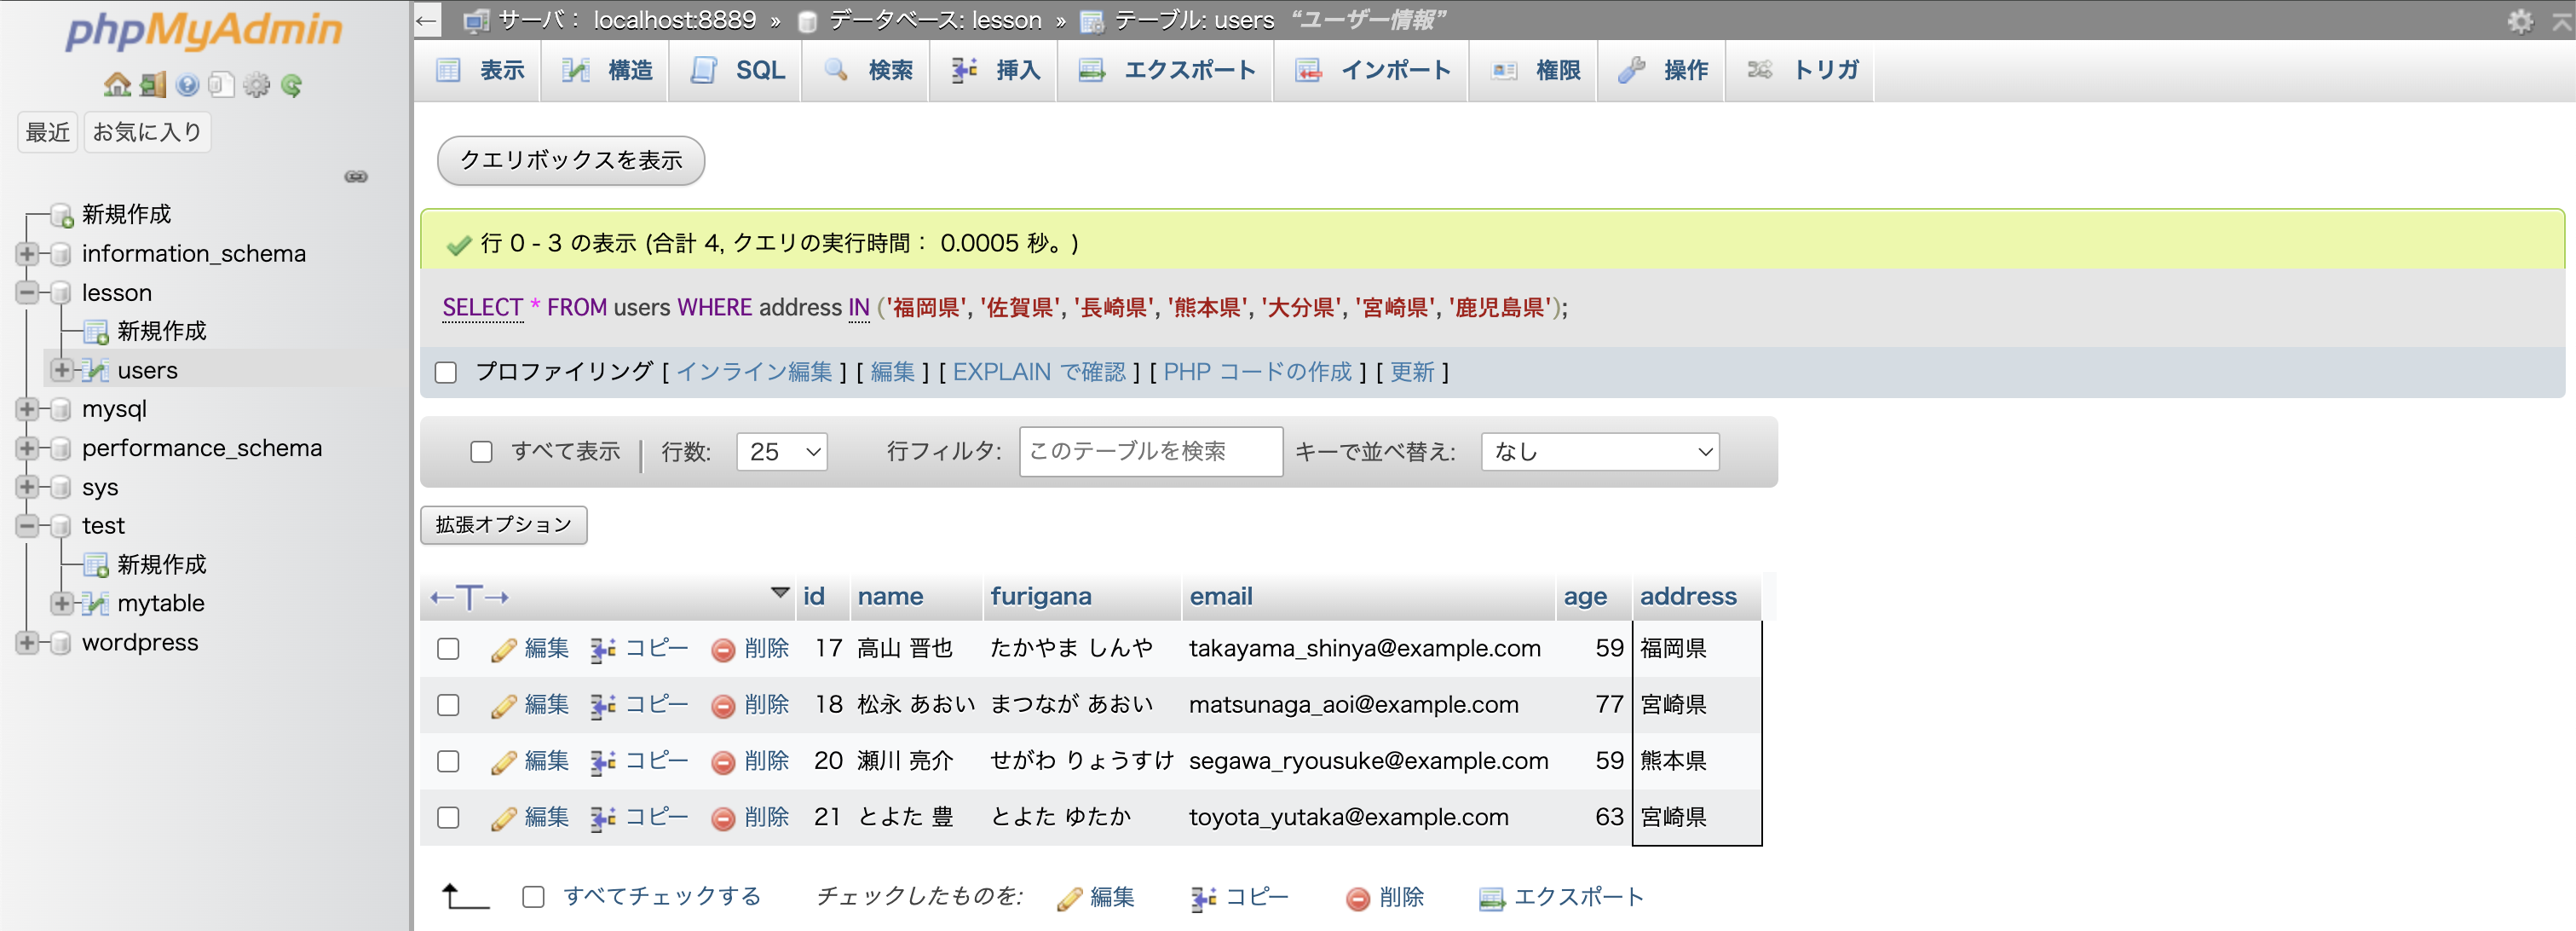 phpMyAdmin
最近 お気に入り
新規作成
information_schema
lesson
新規作成
users
mysql
performance_schema
sys
test
新規作成
mytable
wordpress
サーバ: localhost:8889 » データベース: lesson » テーブル: users “ユーザー情報”
表示 構造 SQL 検索 挿入 エクスポート インポート 権限 操作 トリガ
クエリボックスを表示
行 0 - 3 の表示 (合計 4, クエリの実行時間: 0.0005 秒。)
SELECT * FROM users WHERE address IN ('福岡県', '佐賀県', '長崎県', '熊本県', '大分県', '宮崎県', '鹿児島県');
プロファイリング [ インライン編集 ] [ 編集 ] [ EXPLAIN で確認 ] [ PHP コードの作成 ] [ 更新 ]
すべて表示 行数: 25 行フィルタ: このテーブルを検索 キーで並べ替え: なし
拡張オプション
←T→ id name furigana email age address
編集 コピー 削除 17 高山 晋也 たかやま しんや takayama_shinya@example.com 59 福岡県
編集 コピー 削除 18 松永 あおい まつなが あおい matsunaga_aoi@example.com 77 宮崎県
編集 コピー 削除 20 瀬川 亮介 せがわ りょうすけ segawa_ryousuke@example.com 59 熊本県
編集 コピー 削除 21 とよた 豊 とよた ゆたか toyota_yutaka@example.com 63 宮崎県
すべてチェックする チェックしたものを: 編集 コピー 削除 エクスポート